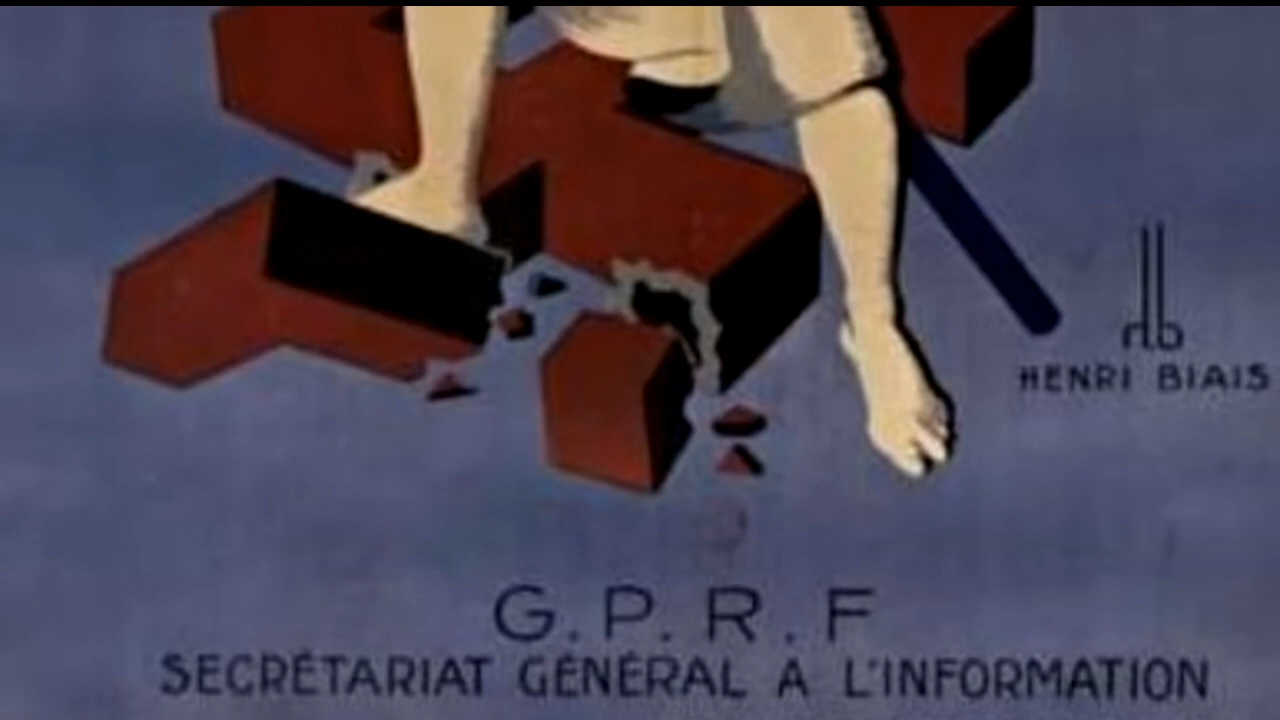 HENRI BIAIS
G.P.R.F
SECRÉTARIAT GÉNÉRAL A L'INFORMATION